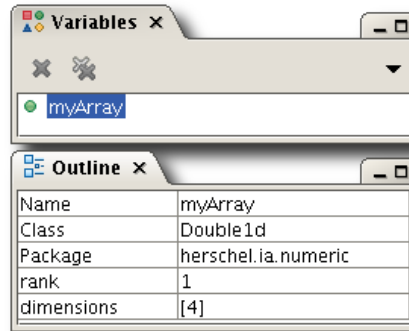 Variables
myArray
Outline
Name myArray
Class Double1d
Package herschel.ia.numeric
rank 1
dimensions [4]